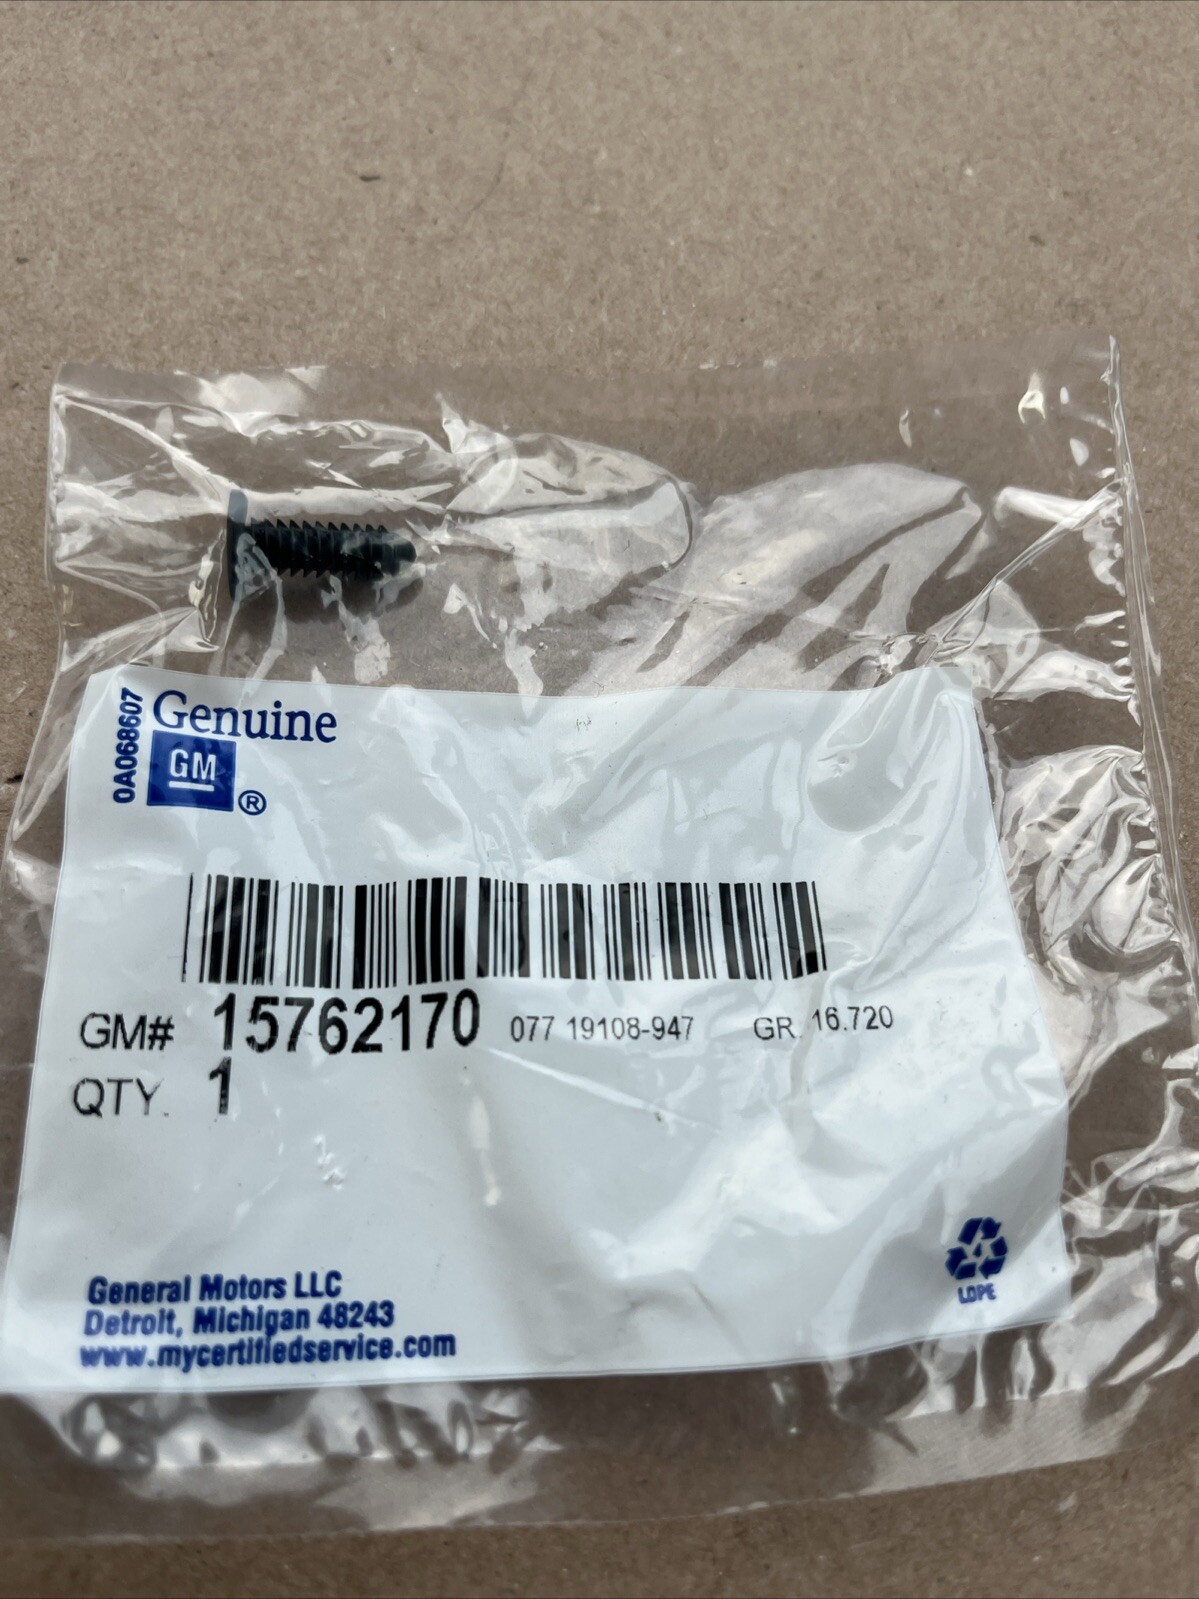 0A068607
Genuine
GM
®
GM# 15762170 077 19108-947 GR. 16.720
QTY. 1
General Motors LLC
Detroit, Michigan 48243
www.mycertifiedservice.com
4
LDPE